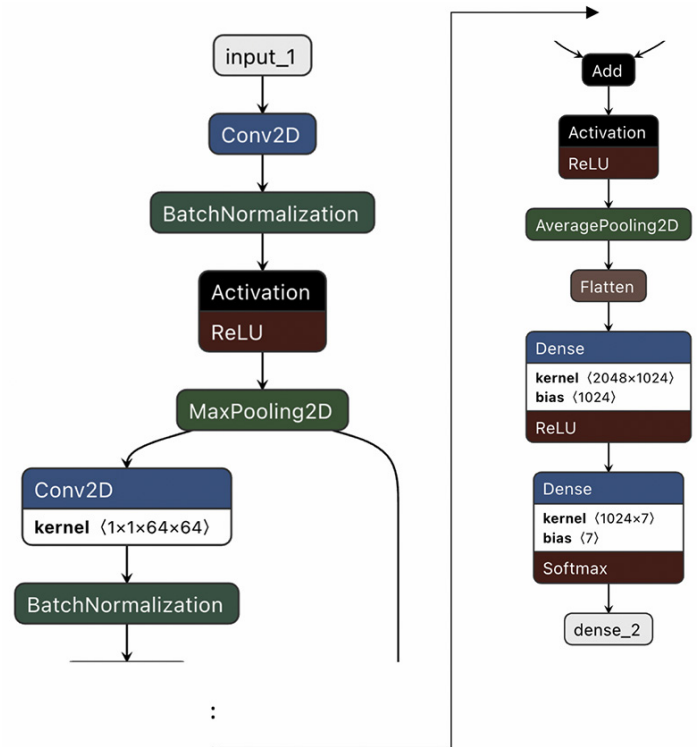 input_1
Conv2D
BatchNormalization
Activation
ReLU
MaxPooling2D
Conv2D
kernel ⟨1×1×64×64⟩
BatchNormalization
:
Add
Activation
ReLU
AveragePooling2D
Flatten
Dense
kernel ⟨2048×1024⟩
bias ⟨1024⟩
ReLU
Dense
kernel ⟨1024×7⟩
bias ⟨7⟩
Softmax
dense_2